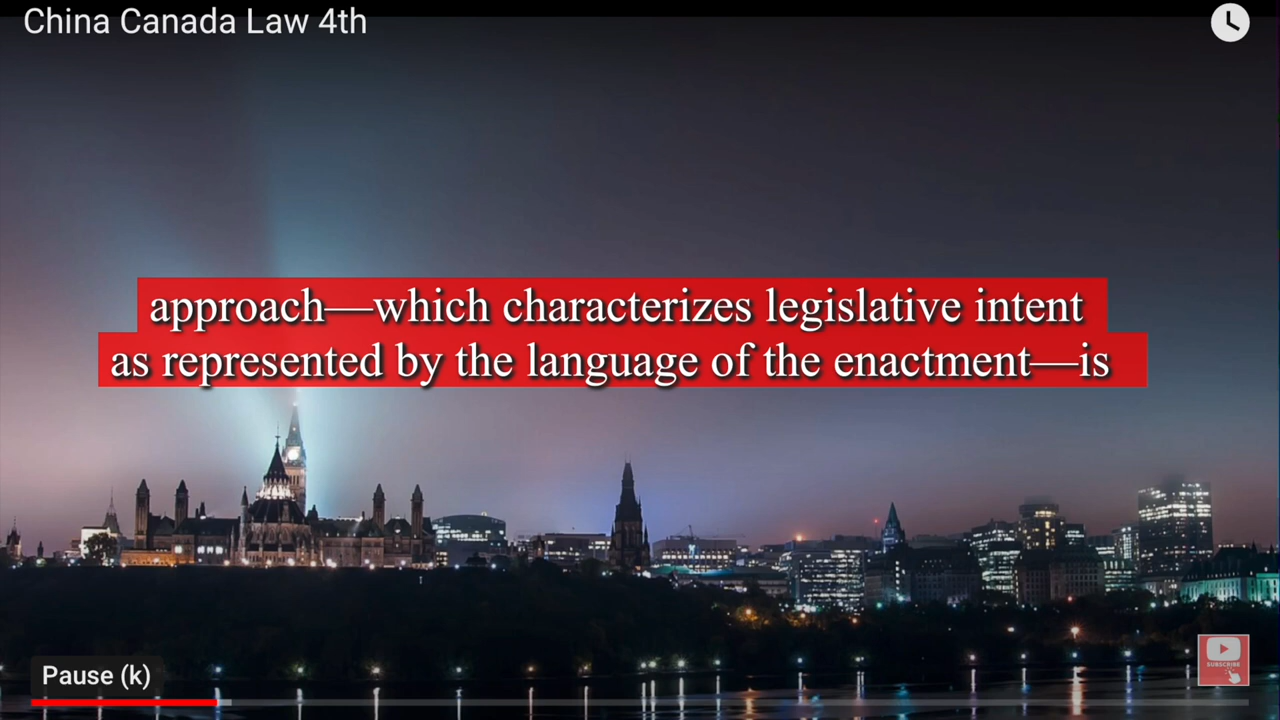 China Canada Law 4th
approach—which characterizes legislative intent
as represented by the language of the enactment—is
Pause (k)
SUBSCRIBE